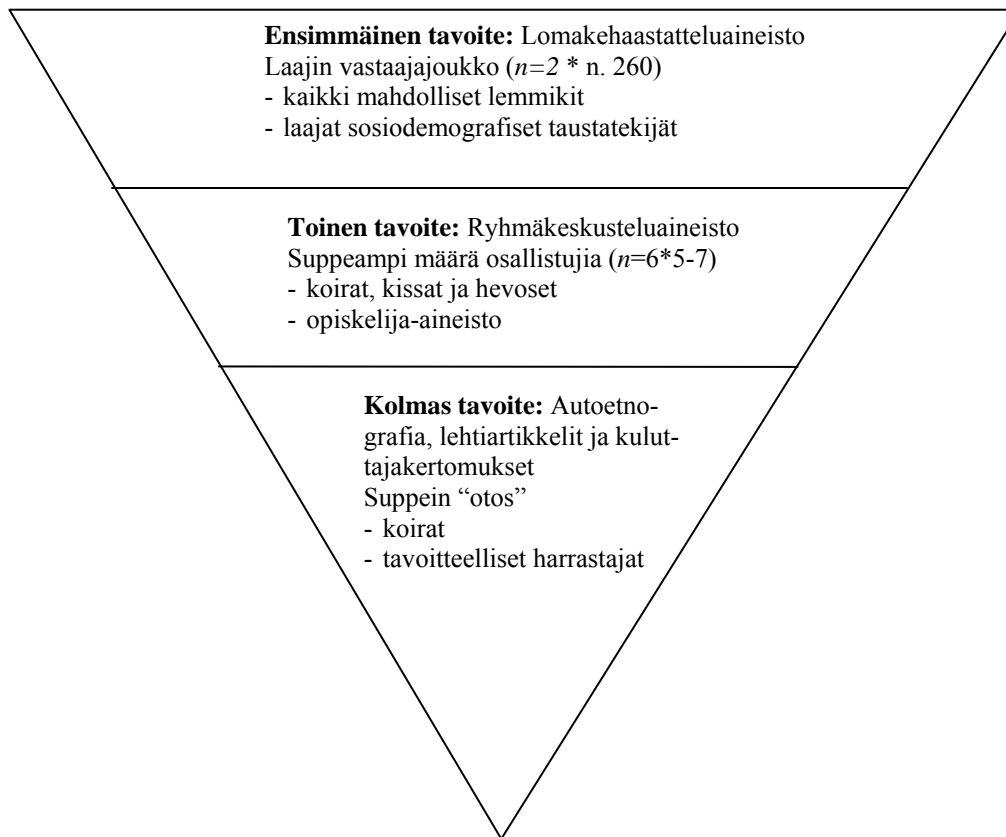 Ensimmäinen tavoite: Lomakehaastatteluaineisto
Laajin vastaajajoukko (n=2 * n. 260)
- kaikki mahdolliset lemmikit
- laajat sosiodemografiset taustatekijät
Toinen tavoite: Ryhmäkeskusteluaineisto
Suppeampi määrä osallistujia (n=6*5-7)
- koirat, kissat ja hevoset
- opiskelija-aineisto
Kolmas tavoite: Autoetno-
grafia, lehtiartikkelit ja kulut-
tajakertomukset
Suppein “otos”
- koirat
- tavoitteelliset harrastajat